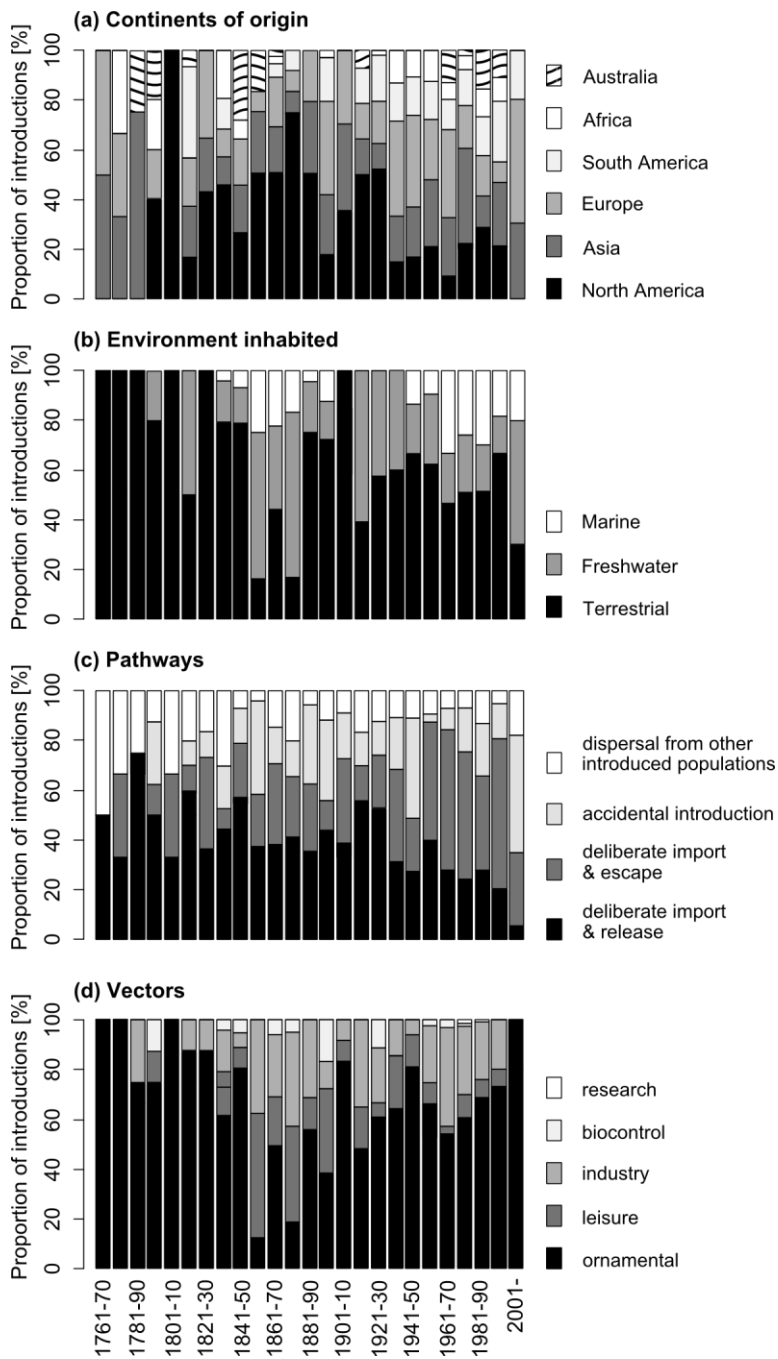 (a) Continents of origin
Proportion of introductions [%]
100
80
60
40
20
0
Australia
Africa
South America
Europe
Asia
North America
(b) Environment inhabited
Proportion of introductions [%]
100
80
60
40
20
0
Marine
Freshwater
Terrestrial
(c) Pathways
Proportion of introductions [%]
100
80
60
40
20
0
dispersal from other
introduced populations
accidental introduction
deliberate import
& escape
deliberate import
& release
(d) Vectors
Proportion of introductions [%]
100
80
60
40
20
0
research
biocontrol
industry
leisure
ornamental
1761-70
1781-90
1801-10
1821-30
1841-50
1861-70
1881-90
1901-10
1921-30
1941-50
1961-70
1981-90
2001-